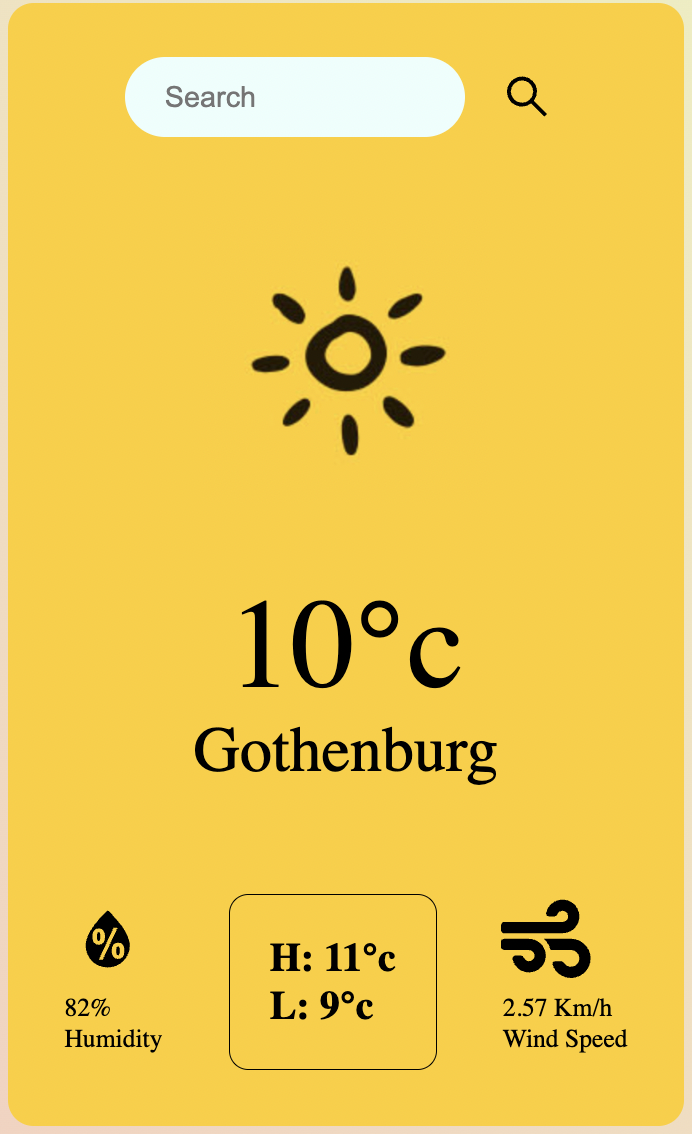 Search
10°c
Gothenburg
%
82%
Humidity
H: 11°c
L: 9°c
2.57 Km/h
Wind Speed